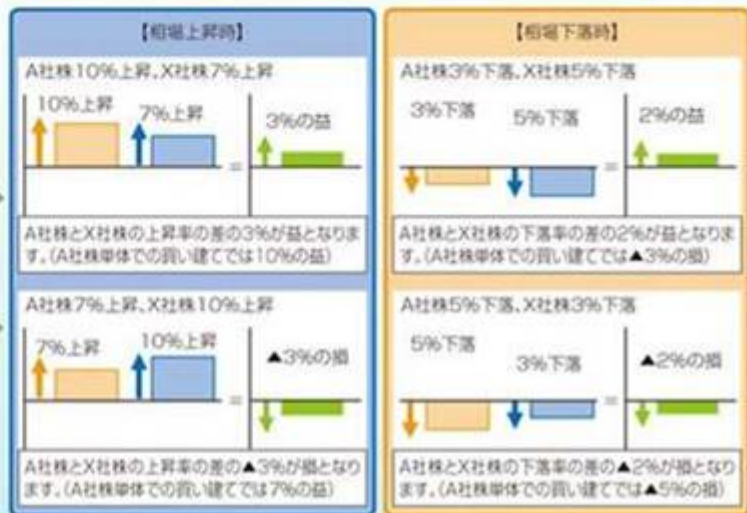 【相場上昇時】
A社株10%上昇、X社株7%上昇
10%上昇
7%上昇
3%の益
=
A社株とX社株の上昇率の差の3%が益となりま
す。(A社株単体での買い建てでは10%の益)
A社株7%上昇、X社株10%上昇
7%上昇
10%上昇
▲3%の損
=
A社株とX社株の上昇率の差の▲3%が損となり
ます。(A社株単体での買い建てでは7%の益)
【相場下落時】
A社株3%下落、X社株5%下落
3%下落
5%下落
2%の益
=
A社株とX社株の下落率の差の2%が益となりま
す。(A社株単体での買い建てでは▲3%の損)
A社株5%下落、X社株3%下落
5%下落
3%下落
▲2%の損
=
A社株とX社株の下落率の差の▲2%が損となり
ます。(A社株単体での買い建てでは▲5%の損)